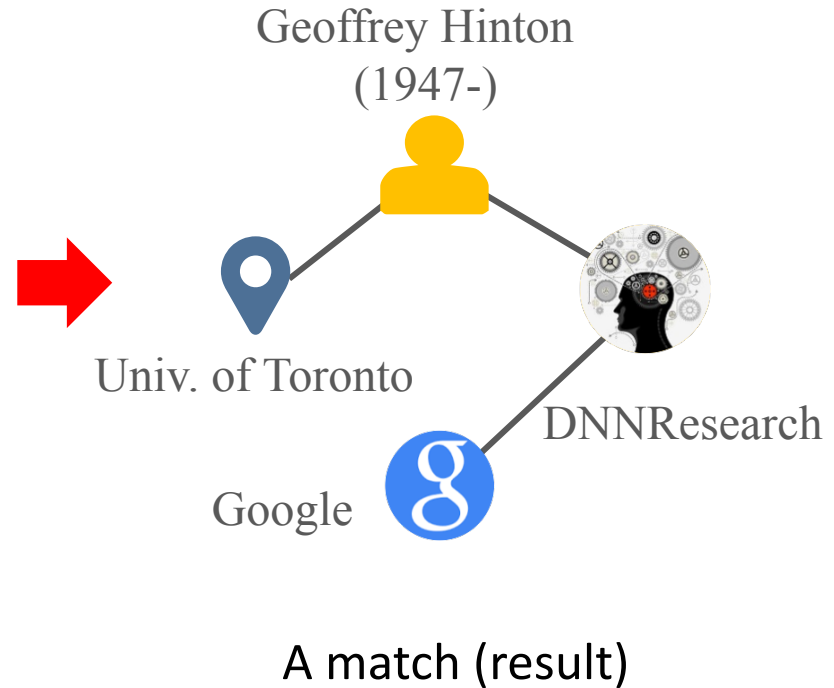 Geoffrey Hinton
(1947-)
Univ. of Toronto
DNNResearch
g
Google
A match (result)